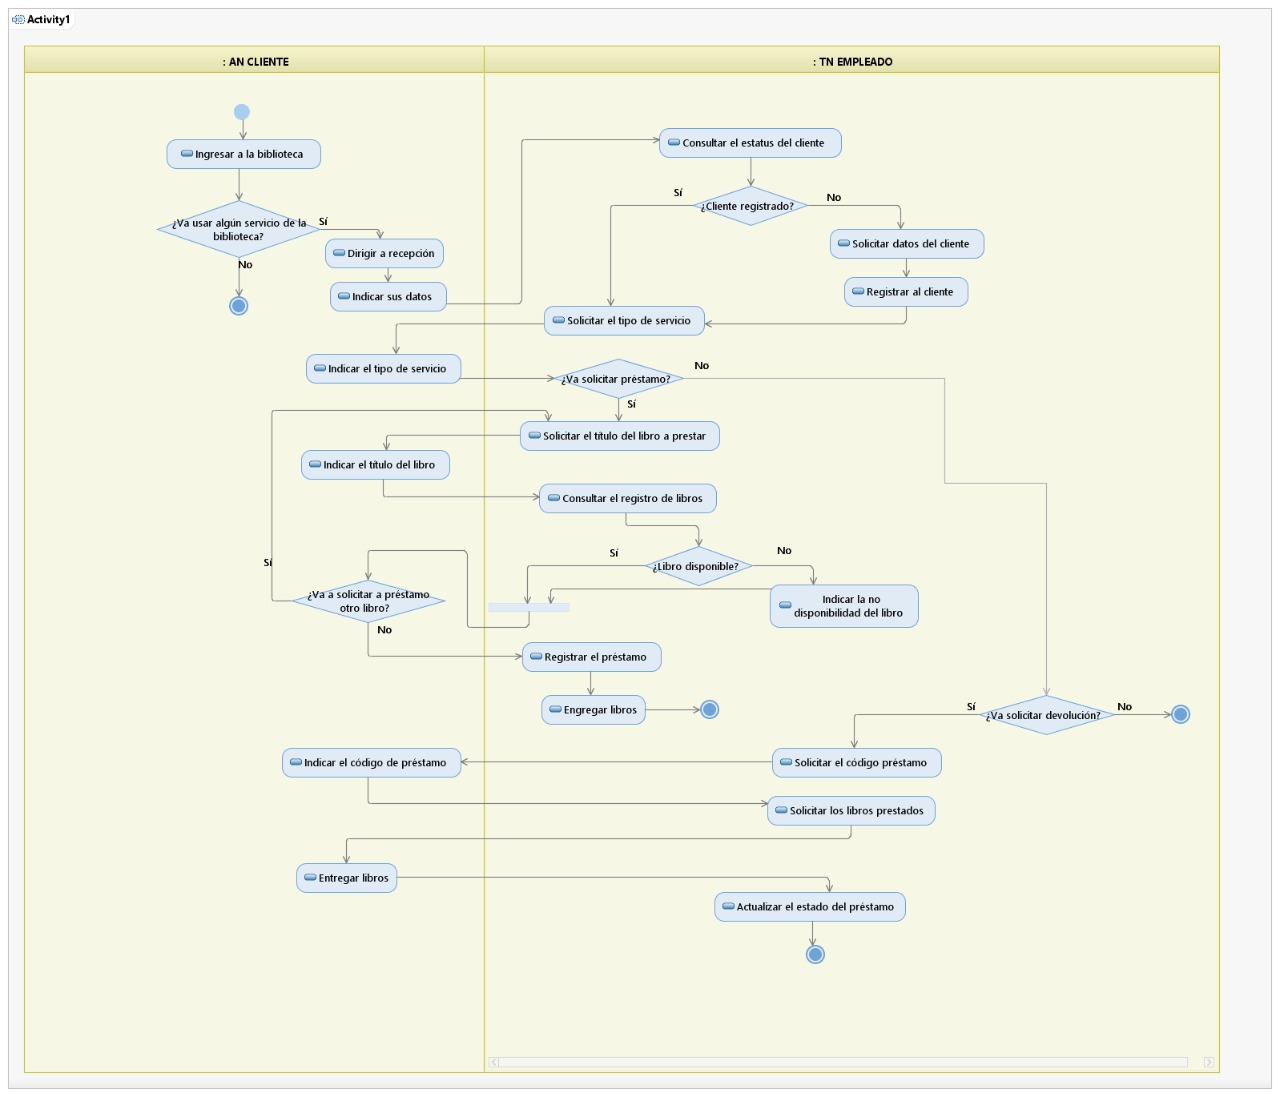 Activity1
: AN CLIENTE
: TN EMPLEADO
Ingresar a la biblioteca
Consultar el estatus del cliente
¿Va usar algún servicio de la
biblioteca?
Sí
No
Dirigir a recepción
Indicar sus datos
¿Cliente registrado?
Sí
No
Solicitar datos del cliente
Registrar al cliente
Solicitar el tipo de servicio
Indicar el tipo de servicio
¿Va solicitar préstamo?
No
Sí
Solicitar el título del libro a prestar
Indicar el título del libro
Consultar el registro de libros
¿Libro disponible?
Sí
No
Indicar la no
disponibilidad del libro
¿Va a solicitar a préstamo
otro libro?
Sí
No
Registrar el préstamo
Engregar libros
¿Va solicitar devolución?
Sí
No
Solicitar el código préstamo
Indicar el código de préstamo
Solicitar los libros prestados
Entregar libros
Actualizar el estado del préstamo